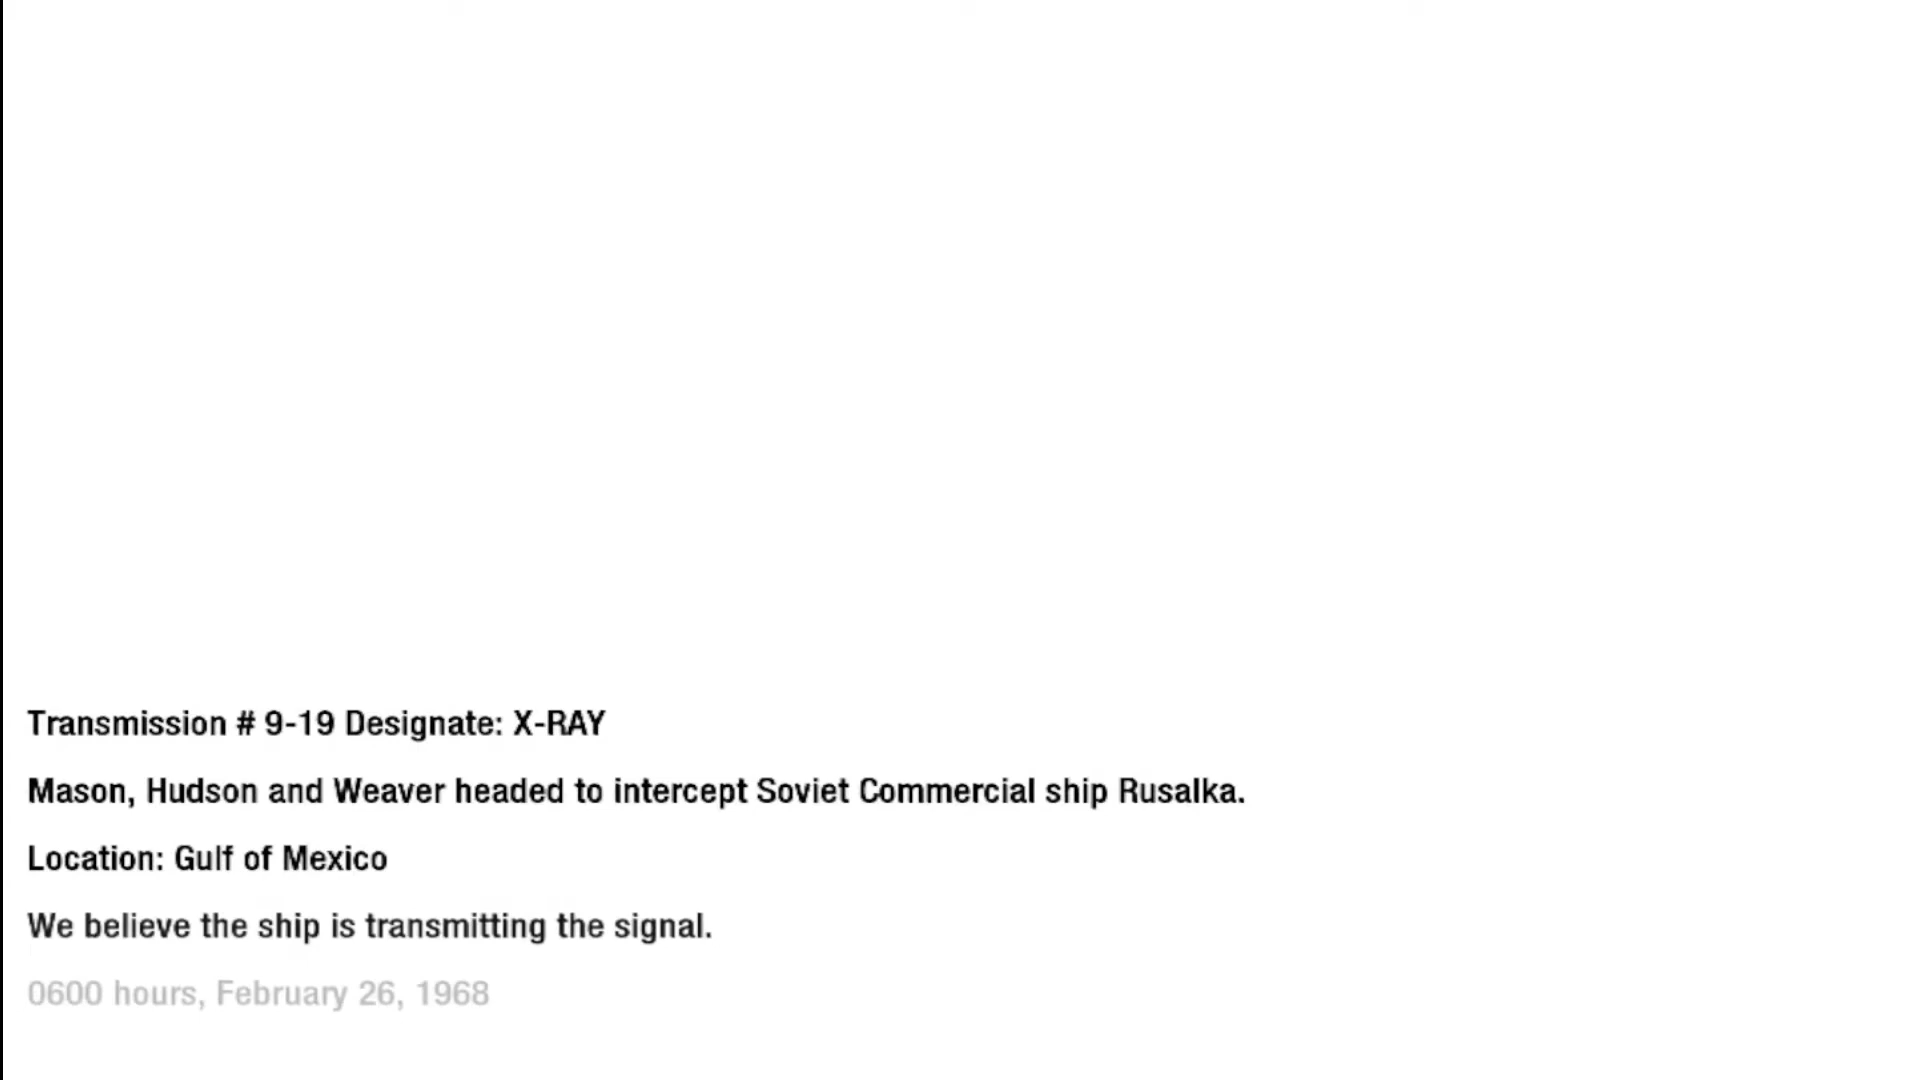 Transmission # 9-19 Designate: X-RAY
Mason, Hudson and Weaver headed to intercept Soviet Commercial ship Rusalka.
Location: Gulf of Mexico
We believe the ship is transmitting the signal.
0600 hours, February 26, 1968